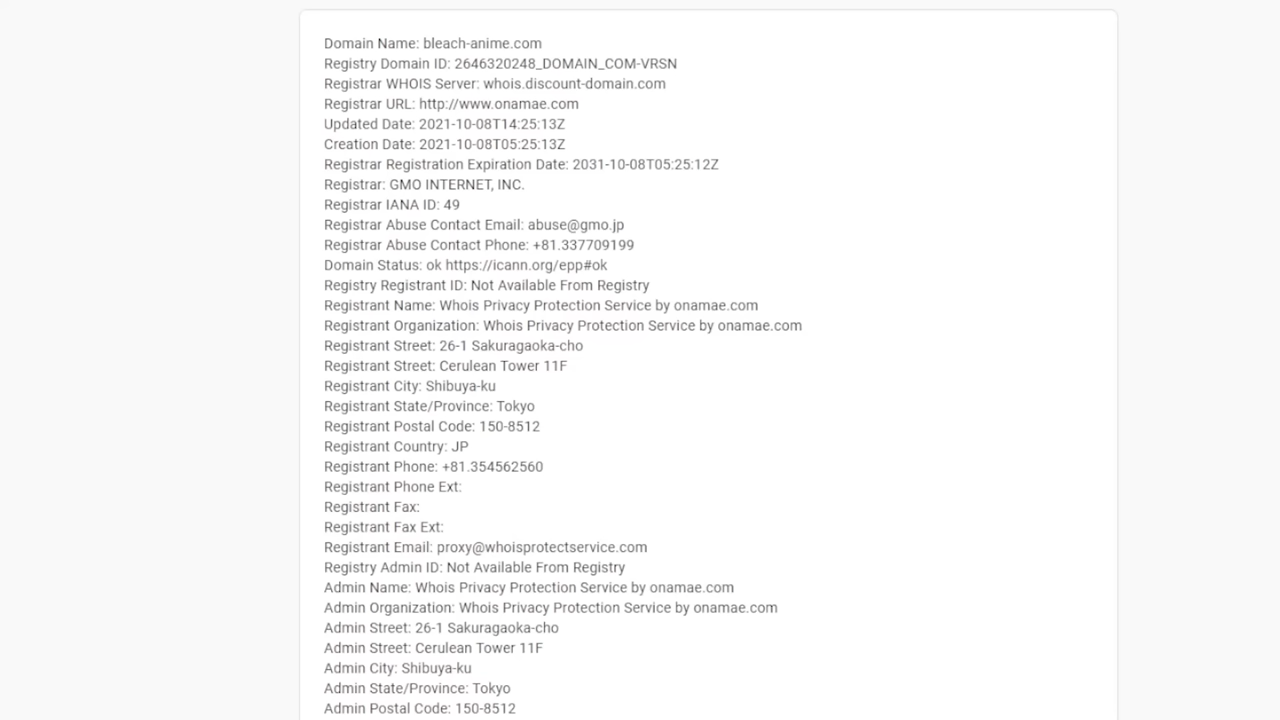 Domain Name: bleach-anime.com
Registry Domain ID: 2646320248_DOMAIN_COM-VRSN
Registrar WHOIS Server: whois.discount-domain.com
Registrar URL: http://www.onamae.com
Updated Date: 2021-10-08T14:25:13Z
Creation Date: 2021-10-08T05:25:13Z
Registrar Registration Expiration Date: 2031-10-08T05:25:12Z
Registrar: GMO INTERNET, INC.
Registrar IANA ID: 49
Registrar Abuse Contact Email: abuse@gmo.jp
Registrar Abuse Contact Phone: +81.337709199
Domain Status: ok https://icann.org/epp#ok
Registry Registrant ID: Not Available From Registry
Registrant Name: Whois Privacy Protection Service by onamae.com
Registrant Organization: Whois Privacy Protection Service by onamae.com
Registrant Street: 26-1 Sakuragaoka-cho
Registrant Street: Cerulean Tower 11F
Registrant City: Shibuya-ku
Registrant State/Province: Tokyo
Registrant Postal Code: 150-8512
Registrant Country: JP
Registrant Phone: +81.354562560
Registrant Phone Ext:
Registrant Fax:
Registrant Fax Ext:
Registrant Email: proxy@whoisprotectservice.com
Registry Admin ID: Not Available From Registry
Admin Name: Whois Privacy Protection Service by onamae.com
Admin Organization: Whois Privacy Protection Service by onamae.com
Admin Street: 26-1 Sakuragaoka-cho
Admin Street: Cerulean Tower 11F
Admin City: Shibuya-ku
Admin State/Province: Tokyo
Admin Postal Code: 150-8512